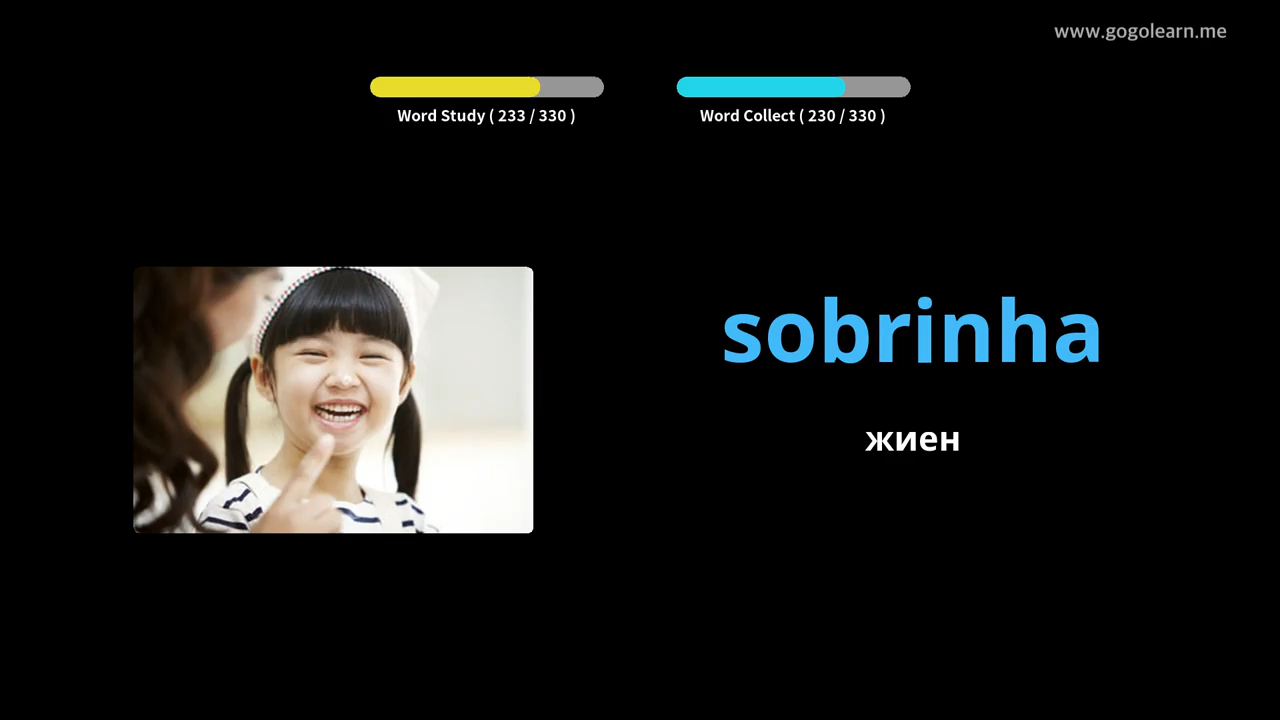 www.gogolearn.me
Word Study ( 233 / 330 )
Word Collect ( 230 / 330 )
sobrinha
жиен